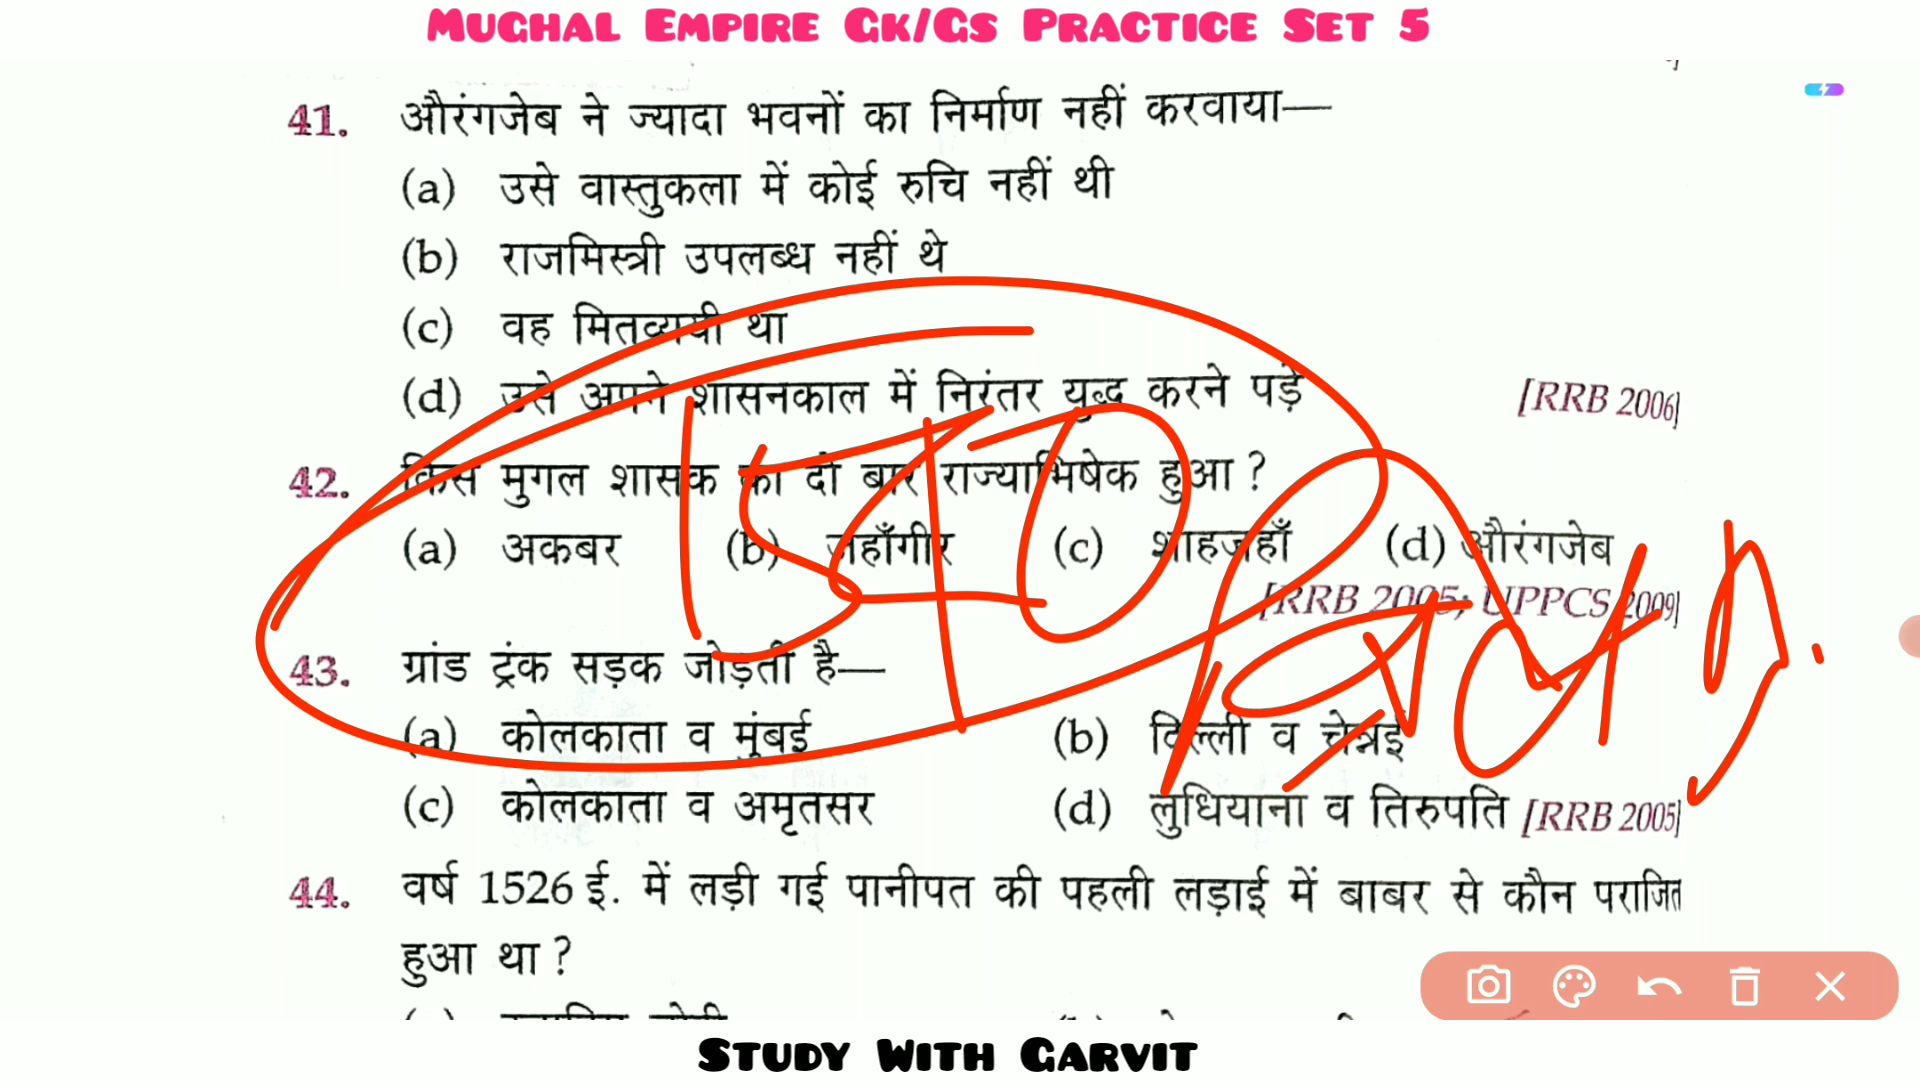 MUGHAL EMPIRE GK/GS PRACTICE SET 5
41. औरंगजेब ने ज्यादा भवनों का निर्माण नहीं करवाया—
(a) उसे वास्तुकला में कोई रुचि नहीं थी
(b) राजमिस्त्री उपलब्ध नहीं थे
(c) वह मितव्ययी था
(d) उसे अपने शासनकाल में निरंतर युद्ध करने पड़े [RRB 2006]
42. किस मुगल शासक का दो बार राज्याभिषेक हुआ ?
(a) अकबर (b) जहाँगीर (c) शाहजहाँ (d) औरंगजेब
[RRB 2005; UPPCS 2009]
43. ग्रांड ट्रंक सड़क जोड़ती है—
(a) कोलकाता व मुंबई (b) दिल्ली व चेन्नई
(c) कोलकाता व अमृतसर (d) लुधियाना व तिरुपति [RRB 2005]
44. वर्ष 1526 ई. में लड़ी गई पानीपत की पहली लड़ाई में बाबर से कौन पराजित
हुआ था ?
STUDY WITH GARVIT